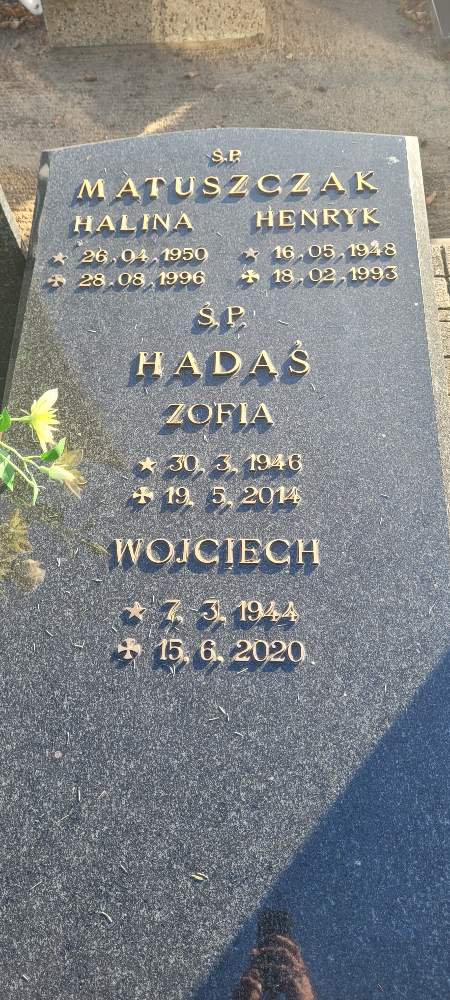 Ś.P.
MATUSZCZAK
HALINA HENRYK
26.04.1950 16.05.1948
28.08.1996 18.02.1993
Ś.P.
HADAŚ
ZOFIA
30.3.1946
19.5.2014
WOJCIECH
7.3.1944
15.6.2020